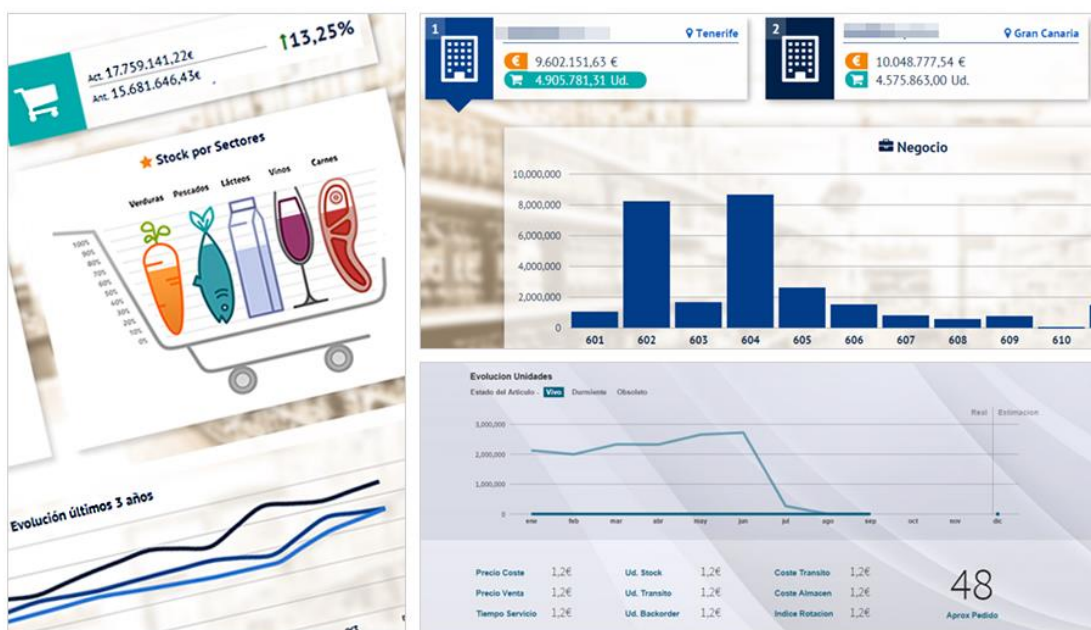 Act. 17.759.141,22€
Ant. 15.681.646,43€
↑13,25%
Stock por Sectores
Verduras Pescados Lácteos Vinos Carnes
100%
90%
80%
70%
60%
50%
40%
30%
20%
10%
0%
Evolución últimos 3 años
1
Tenerife
9.602.151,63 €
4.905.781,31 Ud.
2
Gran Canaria
10.048.777,54 €
4.575.863,00 Ud.
Negocio
10,000,000
8,000,000
6,000,000
4,000,000
2,000,000
0
601 602 603 604 605 606 607 608 609 610
Evolucion Unidades
Estado del Artículo - Vivo Durmiente Obsoleto
Real Estimacion
3,000,000
2,000,000
1,000,000
0
ene feb mar abr may jun jul ago sep oct nov dic
Precio Coste 1,2€ Ud. Stock 1,2€ Coste Transito 1,2€
Precio Venta 1,2€ Ud. Transito 1,2€ Coste Almacen 1,2€
Tiempo Servicio 1,2€ Ud. Backorder 1,2€ Indice Rotacion 1,2€
48
Aprox Pedido